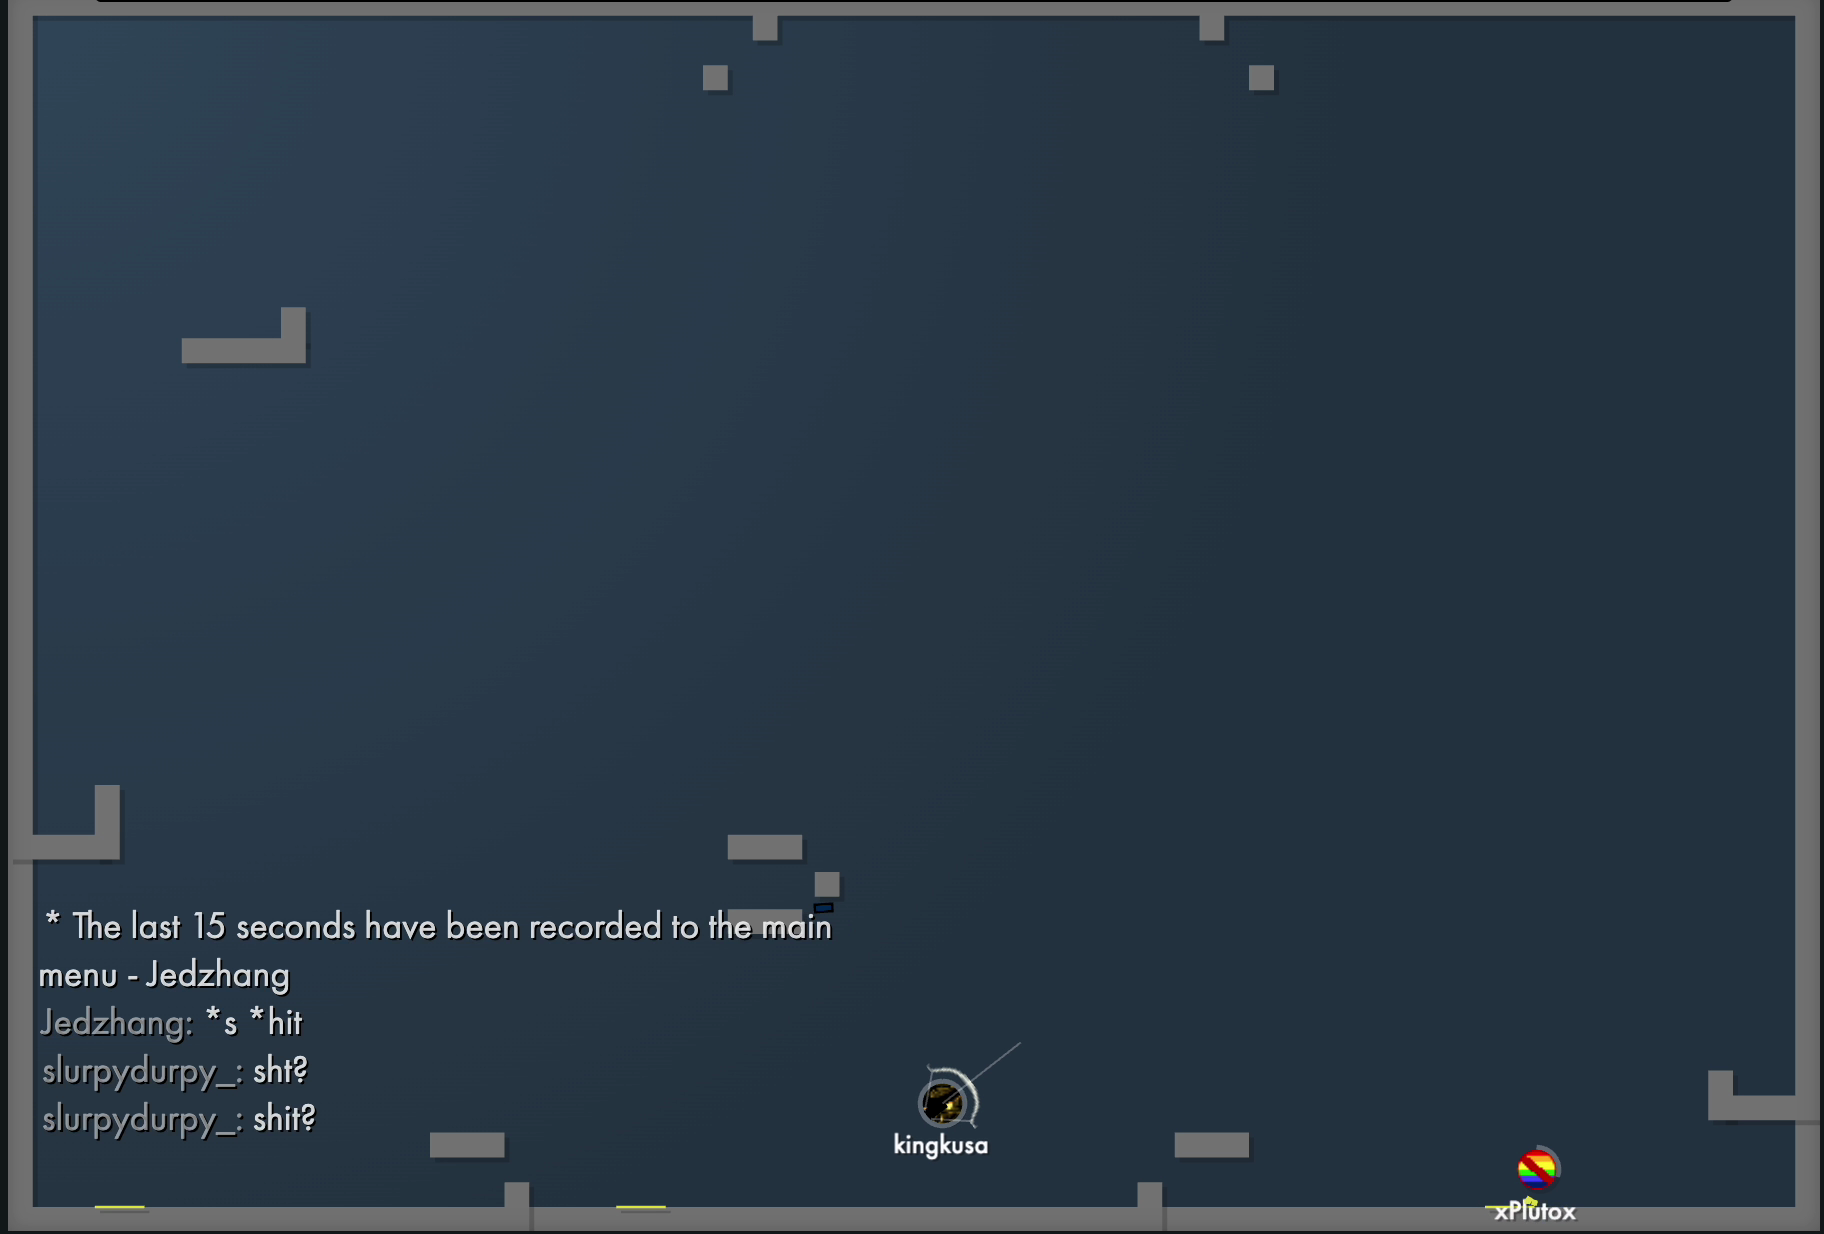 * The last 15 seconds have been recorded to the main
menu - Jedzhang
Jedzhang: *s *hit
slurpydurpy_: sht?
slurpydurpy_: shit?
kingkusa
xPlutox